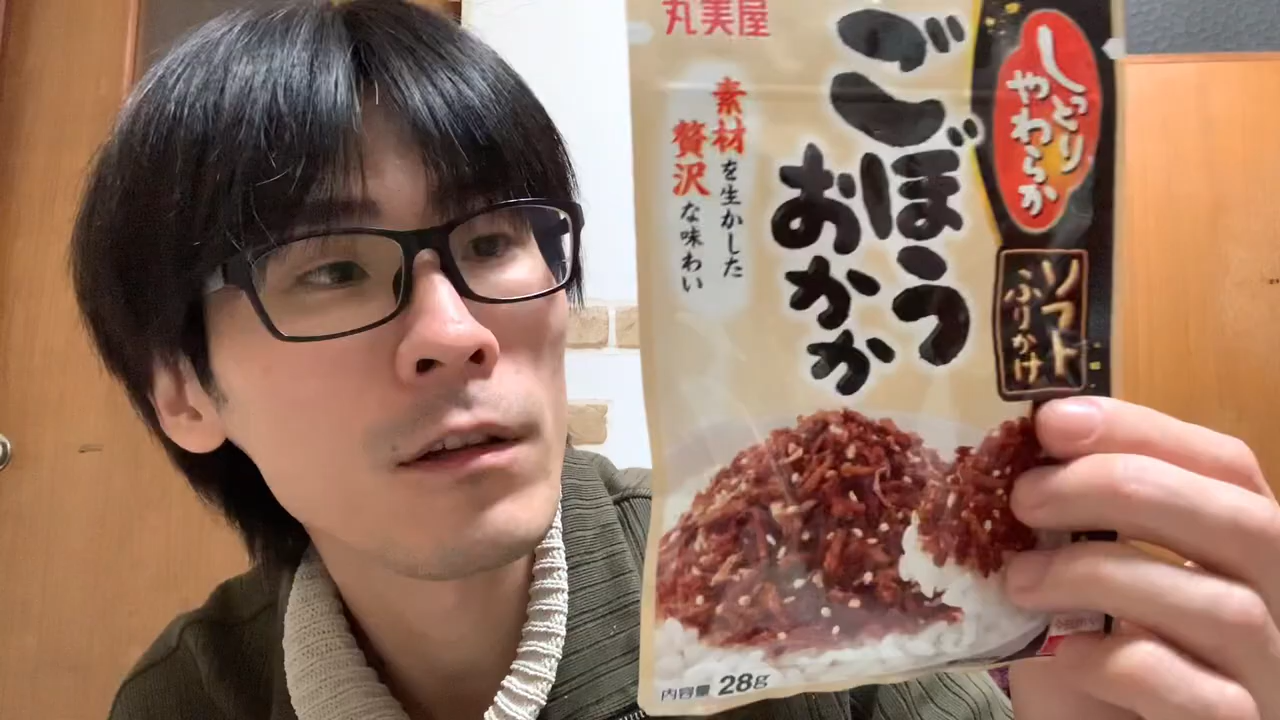 丸美屋
しっとり
やわらか
ソフト
ふりかけ
ごぼう
おかか
素材を生かした
贅沢な味わい
内容量 28g